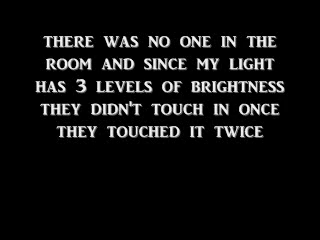 THERE WAS NO ONE IN THE
ROOM AND SINCE MY LIGHT
HAS 3 LEVELS OF BRIGHTNESS
THEY DIDN'T TOUCH IN ONCE
THEY TOUCHED IT TWICE